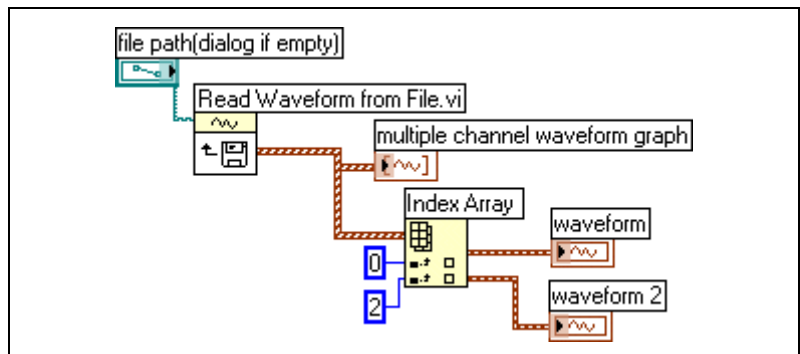 file path(dialog if empty)
Read Waveform from File.vi
multiple channel waveform graph
Index Array
waveform
0
2
waveform 2